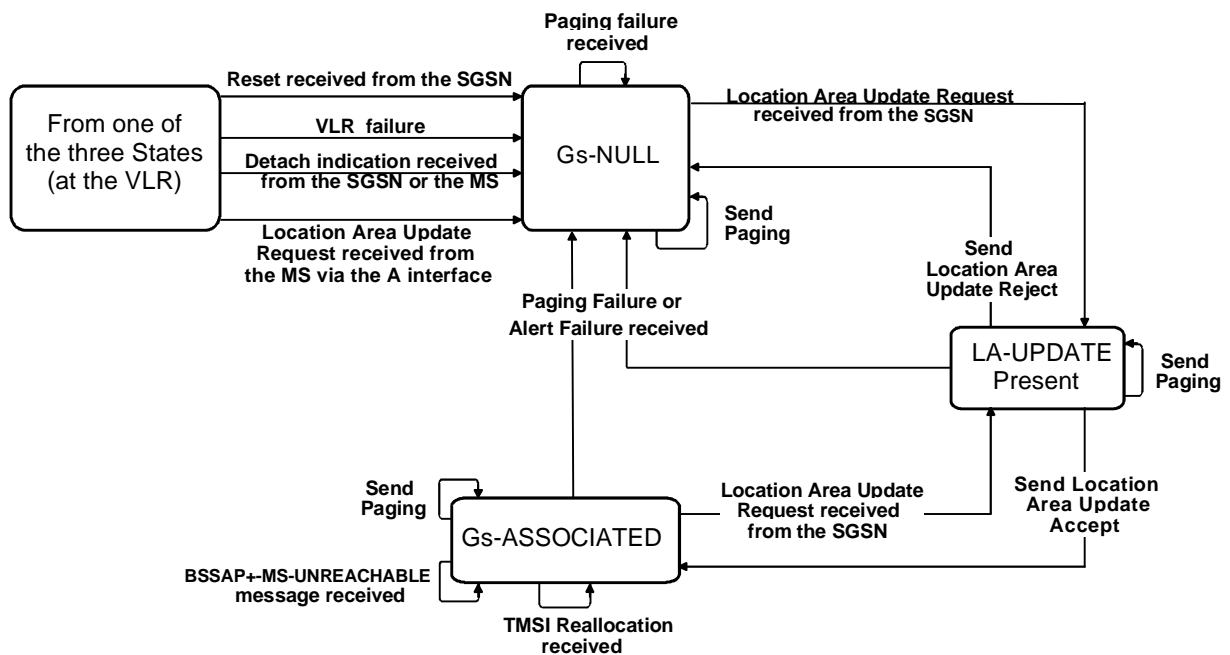 Paging failure
received
Reset received from the SGSN
VLR failure
Detach indication received
from the SGSN or the MS
Location Area Update
Request received from
the MS via the A interface
From one of
the three States
(at the VLR)
Gs-NULL
Location Area Update Request
received from the SGSN
Send
Paging
Send
Location Area
Update Reject
Paging Failure or
Alert Failure received
LA-UPDATE
Present
Send
Paging
Send
Paging
Gs-ASSOCIATED
Location Area Update
Request received
from the SGSN
Send Location
Area Update
Accept
BSSAP+-MS-UNREACHABLE
message received
TMSI Reallocation
received